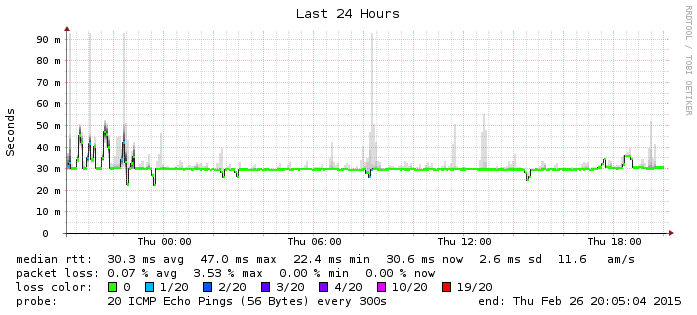 Last 24 Hours
RRDTOOL / TOBI OETIKER
Seconds
90 m
80 m
70 m
60 m
50 m
40 m
30 m
20 m
10 m
0
Thu 00:00 Thu 06:00 Thu 12:00 Thu 18:00
median rtt: 30.3 ms avg 47.0 ms max 22.4 ms min 30.6 ms now 2.6 ms sd 11.6 am/s
packet loss: 0.07 % avg 3.53 % max 0.00 % min 0.00 % now
loss color: 0 1/20 2/20 3/20 4/20 10/20 19/20
probe: 20 ICMP Echo Pings (56 Bytes) every 300s end: Thu Feb 26 20:05:04 2015